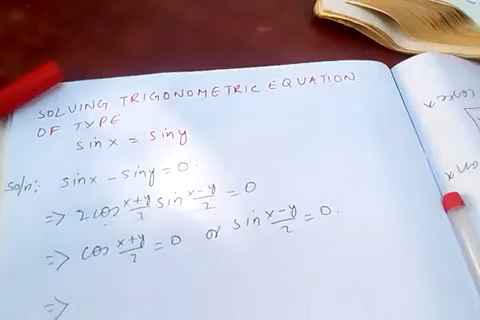 SOLVING TRIGONOMETRIC EQUATION
OF TYPE
sin x = sin y
Soln: sin x - sin y = 0.
=> 2 cos x+y/2 sin x-y/2 = 0
=> cos x+y/2 = 0 or sin x-y/2 = 0.
=>